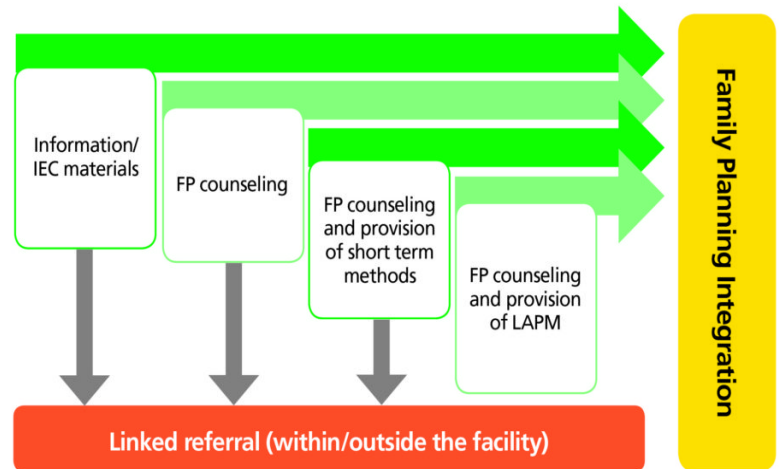 Information/
IEC materials
FP counseling
FP counseling
and provision
of short term
methods
FP counseling
and provision
of LAPM
Family Planning Integration
Linked referral (within/outside the facility)